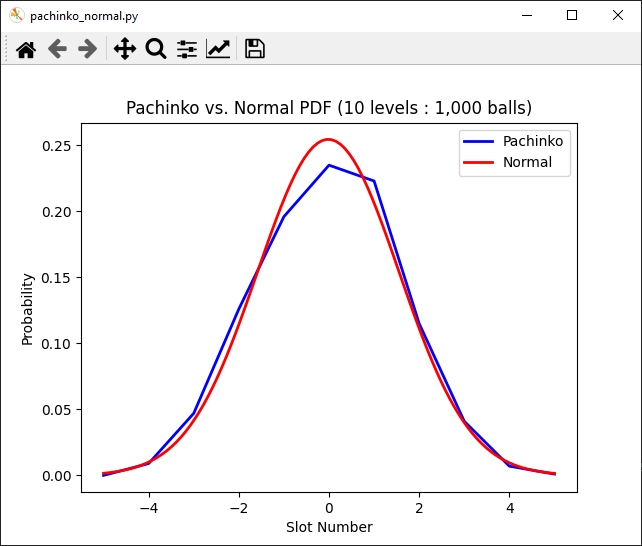 pachinko_normal.py
Pachinko vs. Normal PDF (10 levels : 1,000 balls)
Pachinko
Normal
0.25
0.20
0.15
0.10
0.05
0.00
Probability
−4 −2 0 2 4
Slot Number